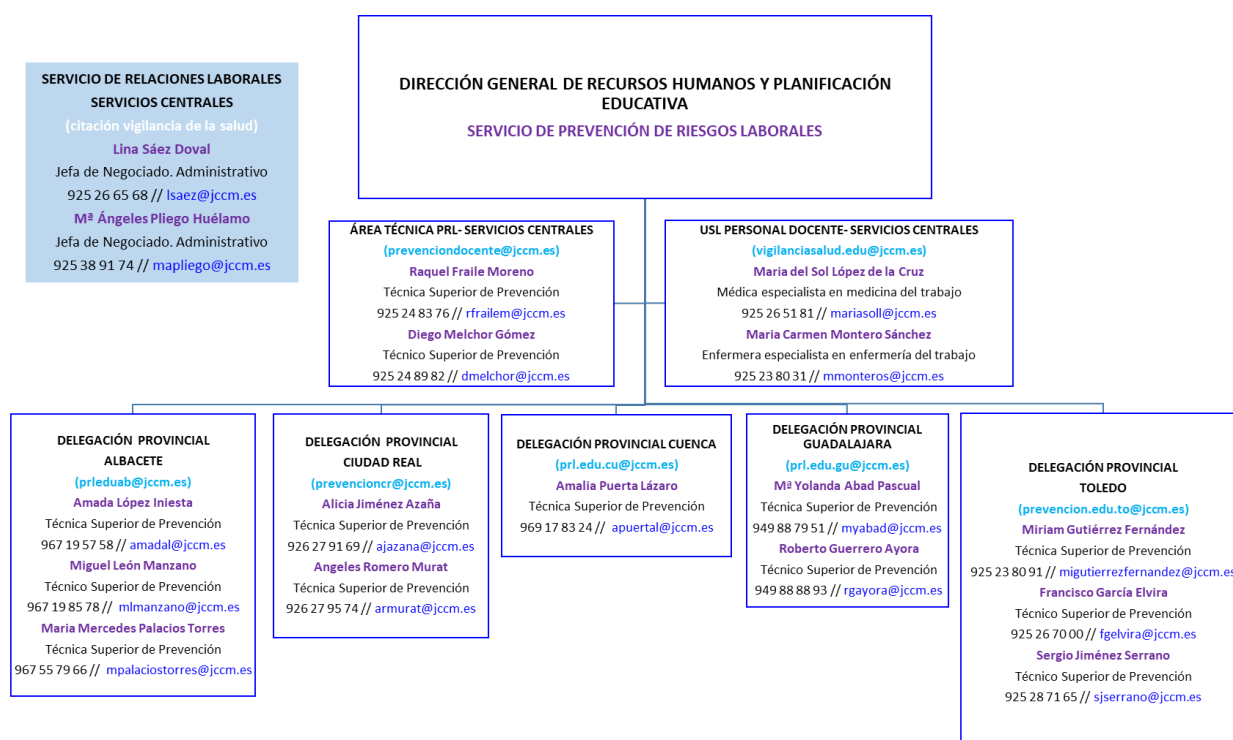 DIRECCIÓN GENERAL DE RECURSOS HUMANOS Y PLANIFICACIÓN
EDUCATIVA
SERVICIO DE PREVENCIÓN DE RIESGOS LABORALES
SERVICIO DE RELACIONES LABORALES
SERVICIOS CENTRALES
(citación vigilancia de la salud)
Lina Sáez Doval
Jefa de Negociado. Administrativo
925 26 65 68 // lsaez@jccm.es
Mª Ángeles Pliego Huélamo
Jefa de Negociado. Administrativo
925 38 91 74 // mapliego@jccm.es
ÁREA TÉCNICA PRL- SERVICIOS CENTRALES
(prevenciondocente@jccm.es)
Raquel Fraile Moreno
Técnica Superior de Prevención
925 24 83 76 // rfrailem@jccm.es
Diego Melchor Gómez
Técnico Superior de Prevención
925 24 89 82 // dmelchor@jccm.es
USL PERSONAL DOCENTE- SERVICIOS CENTRALES
(vigilanciasalud.edu@jccm.es)
Maria del Sol López de la Cruz
Médica especialista en medicina del trabajo
925 26 51 81 // mariasoll@jccm.es
Maria Carmen Montero Sánchez
Enfermera especialista en enfermería del trabajo
925 23 80 31 // mmonteros@jccm.es
DELEGACIÓN PROVINCIAL
ALBACETE
(prleduab@jccm.es)
Amada López Iniesta
Técnica Superior de Prevención
967 19 57 58 // amadal@jccm.es
Miguel León Manzano
Técnico Superior de Prevención
967 19 85 78 // mlmanzano@jccm.es
Maria Mercedes Palacios Torres
Técnica Superior de Prevención
967 55 79 66 // mpalaciostorres@jccm.es
DELEGACIÓN PROVINCIAL
CIUDAD REAL
(prevencioncr@jccm.es)
Alicia Jiménez Azaña
Técnica Superior de Prevención
926 27 91 69 // ajazana@jccm.es
Angeles Romero Murat
Técnica Superior de Prevención
926 27 95 74 // armurat@jccm.es
DELEGACIÓN PROVINCIAL CUENCA
(prl.edu.cu@jccm.es)
Amalia Puerta Lázaro
Técnica Superior de Prevención
969 17 83 24 // apuertal@jccm.es
DELEGACIÓN PROVINCIAL
GUADALAJARA
(prl.edu.gu@jccm.es)
Mª Yolanda Abad Pascual
Técnica Superior de Prevención
949 88 79 51 // myabad@jccm.es
Roberto Guerrero Ayora
Técnico Superior de Prevención
949 88 88 93 // rgayora@jccm.es
DELEGACIÓN PROVINCIAL
TOLEDO
(prevencion.edu.to@jccm.es)
Miriam Gutiérrez Fernández
Técnica Superior de Prevención
925 23 80 91 // migutierrezfernandez@jccm.es
Francisco García Elvira
Técnico Superior de Prevención
925 26 70 00 // fgelvira@jccm.es
Sergio Jiménez Serrano
Técnico Superior de Prevención
925 28 71 65 // sjserrano@jccm.es